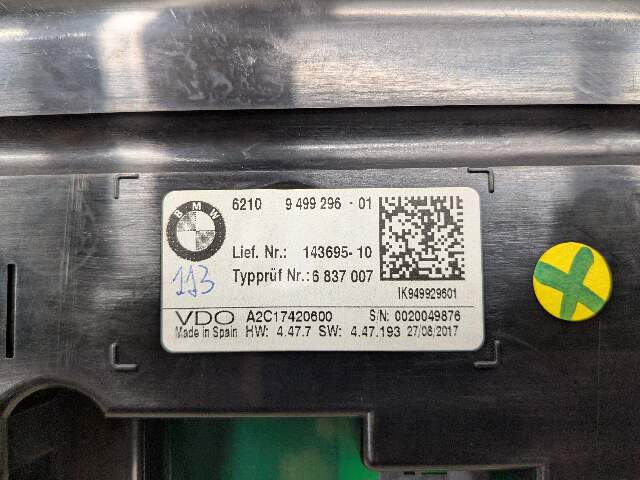 BMW
6210 9 499 296 - 01
Lief. Nr.: 143695- 10
Typprüf Nr.: 6 837 007
113
1K949929601
VDO A2C17420600 S/N: 0020049876
Made in Spain HW: 4.47.7 SW: 4.47.193 27/08/2017
X